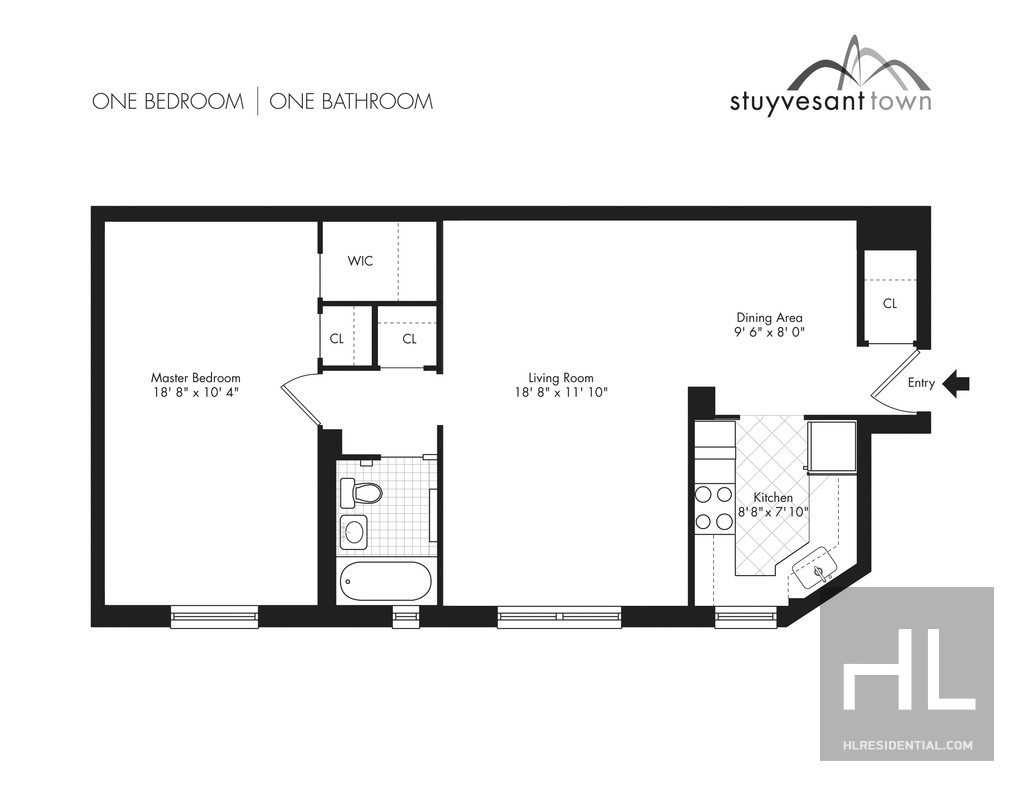 ONE BEDROOM | ONE BATHROOM
stuyvesant town
WIC
CL
CL
CL
Dining Area
9' 6" x 8' 0"
Master Bedroom
18' 8" x 10' 4"
Living Room
18' 8" x 11' 10"
Entry
Kitchen
8' 8" x 7' 10"
HL
HLRESIDENTIAL.COM